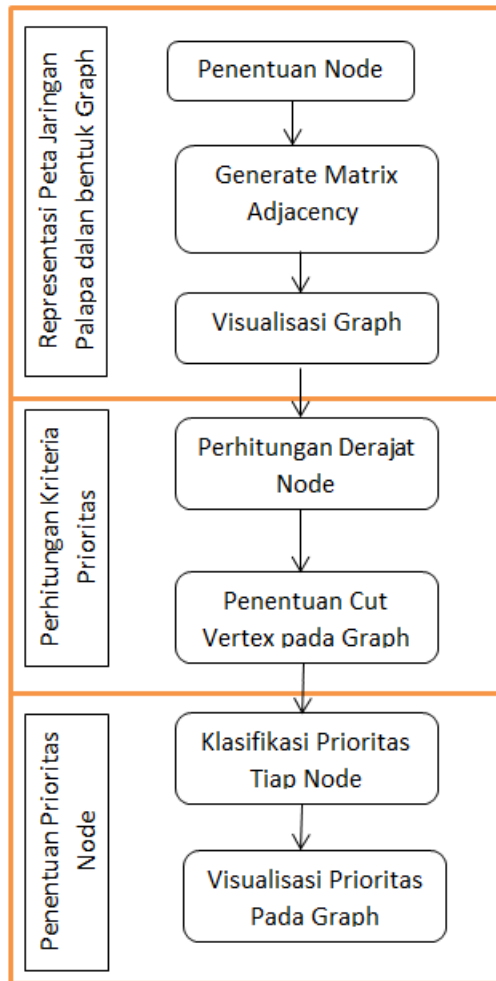 Representasi Peta Jaringan
Palapa dalan bentuk Graph
Penentuan Node
Generate Matrix
Adjacency
Visualisasi Graph
Perhitungan Kriteria
Prioritas
Perhitungan Derajat
Node
Penentuan Cut
Vertex pada Graph
Penentuan Prioritas
Node
Klasifikasi Prioritas
Tiap Node
Visualisasi Prioritas
Pada Graph